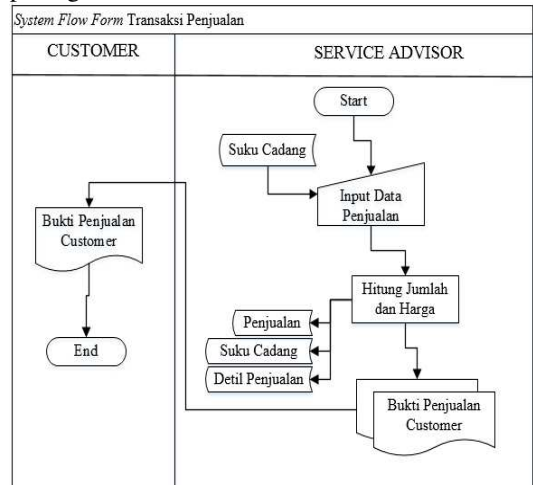 System Flow Form Transaksi Penjualan
CUSTOMER
SERVICE ADVISOR
Start
Suku Cadang
Input Data
Penjualan
Bukti Penjualan
Customer
Hitung Jumlah
dan Harga
Penjualan
Suku Cadang
Detil Penjualan
End
Bukti Penjualan
Customer